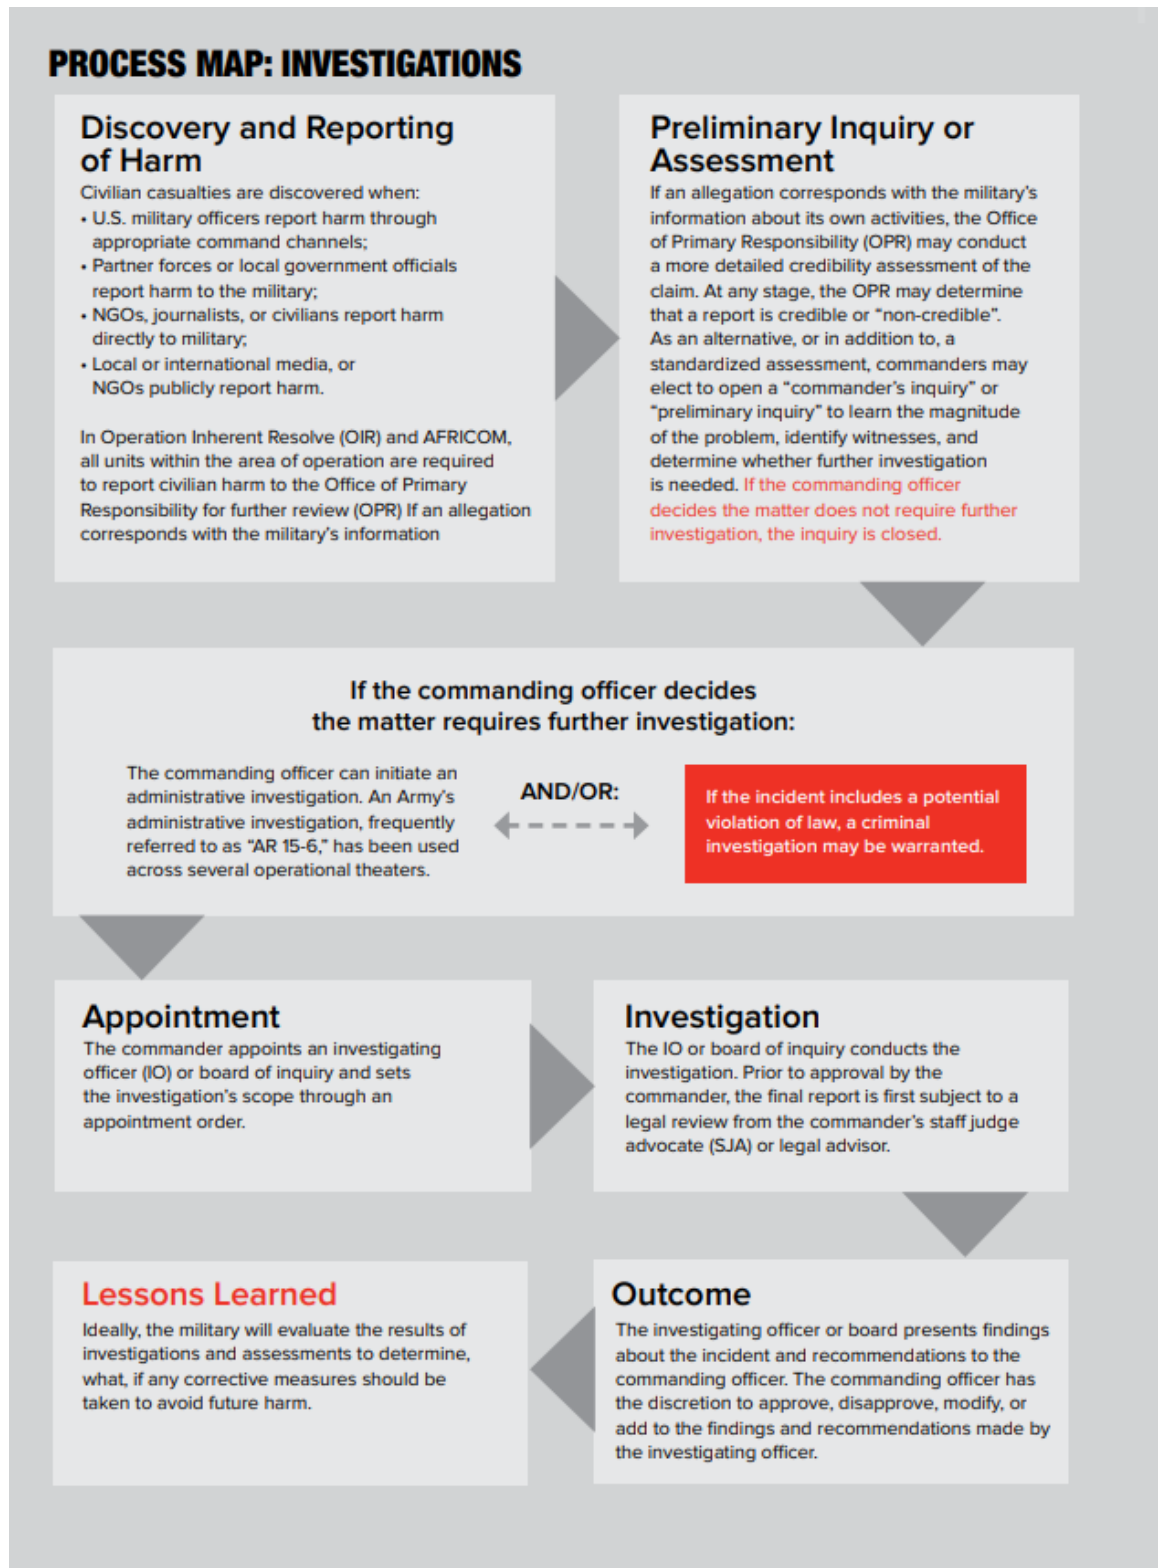 PROCESS MAP: INVESTIGATIONS
Discovery and Reporting
of Harm
Civilian casualties are discovered when:
• U.S. military officers report harm through
appropriate command channels;
• Partner forces or local government officials
report harm to the military;
• NGOs, journalists, or civilians report harm
directly to military;
• Local or international media, or
NGOs publicly report harm.
In Operation Inherent Resolve (OIR) and AFRICOM,
all units within the area of operation are required
to report civilian harm to the Office of Primary
Responsibility for further review (OPR) If an allegation
corresponds with the military's information
Preliminary Inquiry or
Assessment
If an allegation corresponds with the military's
information about its own activities, the Office
of Primary Responsibility (OPR) may conduct
a more detailed credibility assessment of the
claim. At any stage, the OPR may determine
that a report is credible or “non-credible”.
As an alternative, or in addition to, a
standardized assessment, commanders may
elect to open a “commander's inquiry” or
“preliminary inquiry” to learn the magnitude
of the problem, identify witnesses, and
determine whether further investigation
is needed. If the commanding officer
decides the matter does not require further
investigation, the inquiry is closed.
If the commanding officer decides
the matter requires further investigation:
The commanding officer can initiate an
administrative investigation. An Army's
administrative investigation, frequently
referred to as “AR 15-6,” has been used
across several operational theaters.
AND/OR:
If the incident includes a potential
violation of law, a criminal
investigation may be warranted.
Appointment
The commander appoints an investigating
officer (IO) or board of inquiry and sets
the investigation's scope through an
appointment order.
Investigation
The IO or board of inquiry conducts the
investigation. Prior to approval by the
commander, the final report is first subject to a
legal review from the commander's staff judge
advocate (SJA) or legal advisor.
Outcome
The investigating officer or board presents findings
about the incident and recommendations to the
commanding officer. The commanding officer has
the discretion to approve, disapprove, modify, or
add to the findings and recommendations made by
the investigating officer.
Lessons Learned
Ideally, the military will evaluate the results of
investigations and assessments to determine,
what, if any corrective measures should be
taken to avoid future harm.